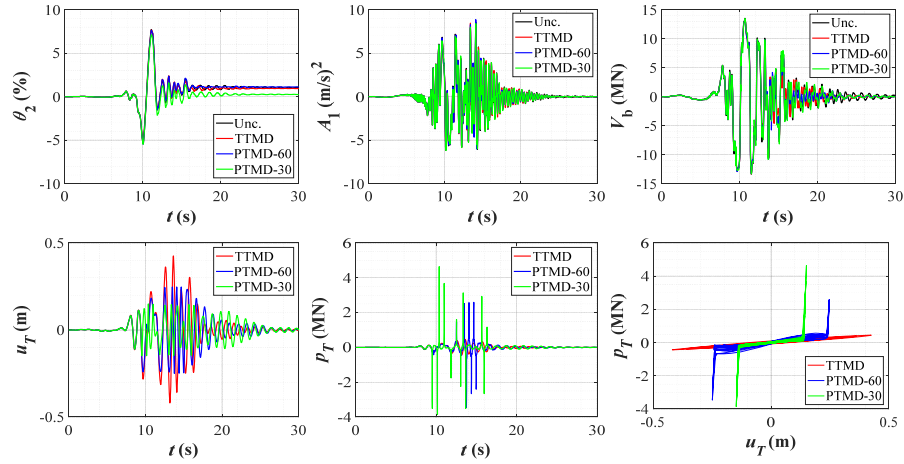 10
5
0
-5
-10
0 10 20 30
θ2 (%)
t (s)
Unc.
TTMD
PTMD-60
PTMD-30
10
5
0
-5
-10
0 10 20 30
A1 (m/s)²
t (s)
Unc.
TTMD
PTMD-60
PTMD-30
15
10
5
0
-5
-10
-15
0 10 20 30
Vb (MN)
t (s)
Unc.
TTMD
PTMD-60
PTMD-30
0.5
0
-0.5
0 10 20 30
uT (m)
t (s)
TTMD
PTMD-60
PTMD-30
6
4
2
0
-2
-4
0 10 20 30
pT (MN)
t (s)
TTMD
PTMD-60
PTMD-30
6
4
2
0
-2
-4
-0.5 0 0.5
pT (MN)
uT (m)
TTMD
PTMD-60
PTMD-30